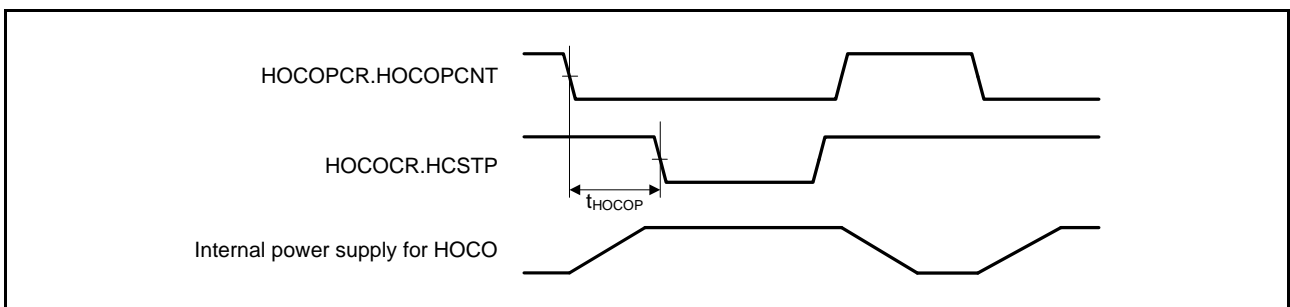 HOCOPCR.HOCOPCNT
HOCOCR.HCSTP
tHOCOP
Internal power supply for HOCO